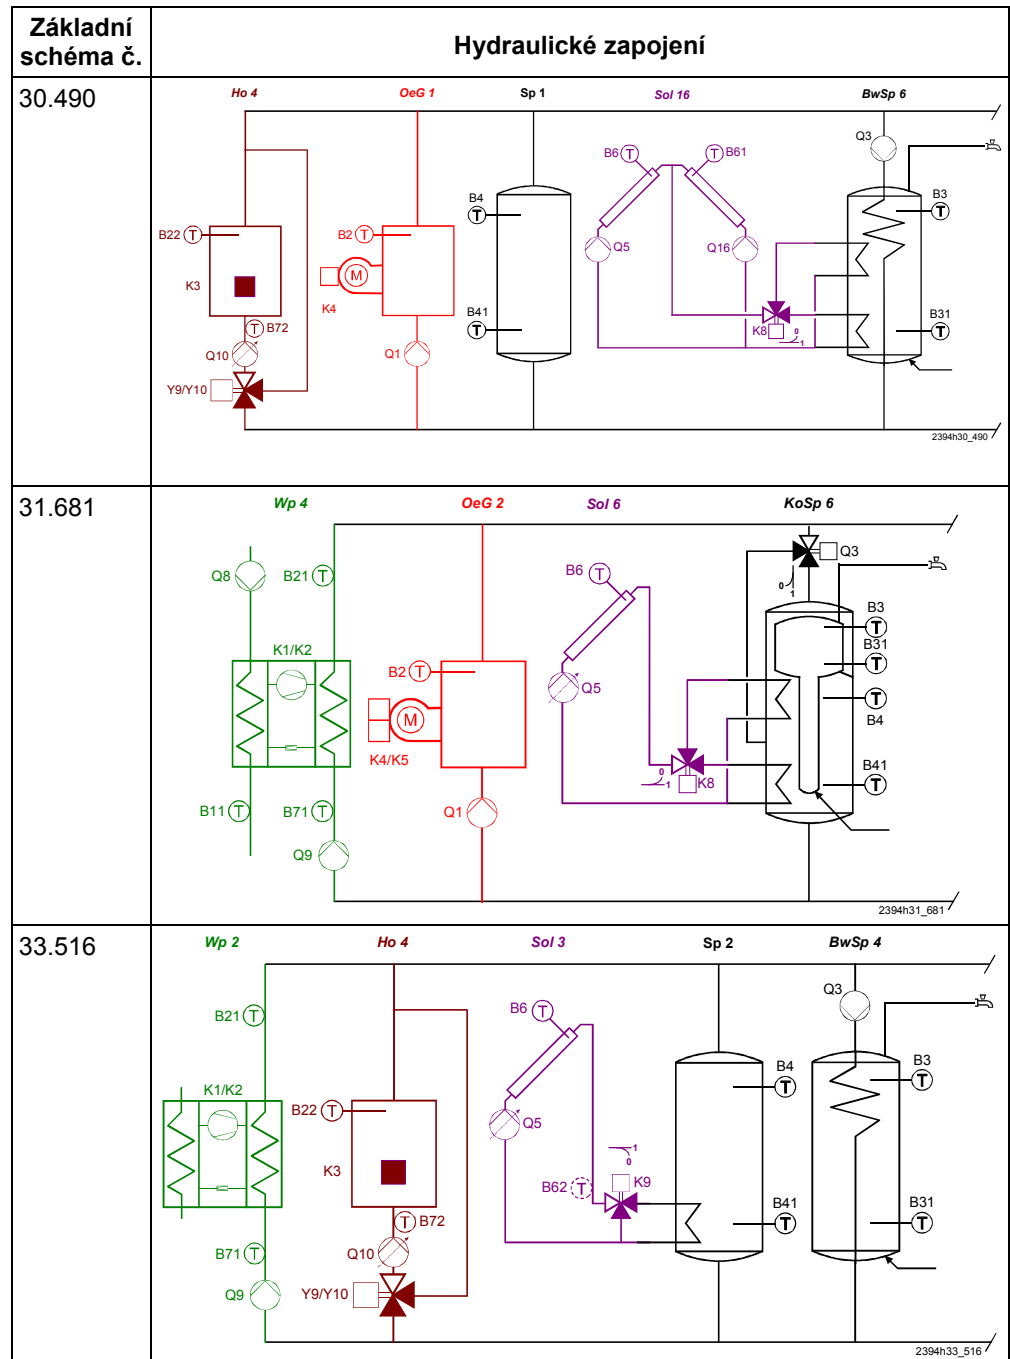 Základní
schéma č.
Hydraulické zapojení
30.490
Ho 4 OeG 1 Sp 1 Sol 16 BwSp 6
Q3
B6 T T B61
B4
T
B3
T
B22 T
B2 T
Q5 Q16
M
K3
K4
B41
T
B31
T
T B72
K8 0
1
Q10
Q1
Y9/Y10
2394h30_490
31.681
Wp 4 OeG 2 Sol 6 KoSp 6
Q3
Q8 B21 T
B6 T
0
1
B3
T
B31
T
K1/K2
B2 T
Q5
T
B4
M
K4/K5
0
1 K8
B41
T
B11 T B71 T
Q1
Q9
2394h31_681
33.516
Wp 2 Ho 4 Sol 3 Sp 2 BwSp 4
Q3
B21 T
B6 T
B4
T
B3
T
K1/K2
B22 T
Q5
1
0
K3
B62 T K9
B41
T
B31
T
T B72
B71 T
Q10
Q9 Y9/Y10
2394h33_516